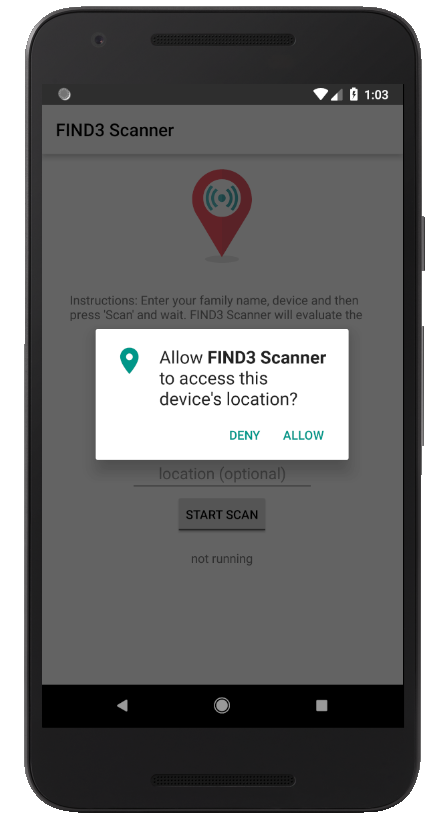 1:03
FIND3 Scanner
Instructions: Enter your family name, device and then
press 'Scan' and wait. FIND3 Scanner will evaluate the
Allow FIND3 Scanner
to access this
device's location?
DENY ALLOW
location (optional)
START SCAN
not running